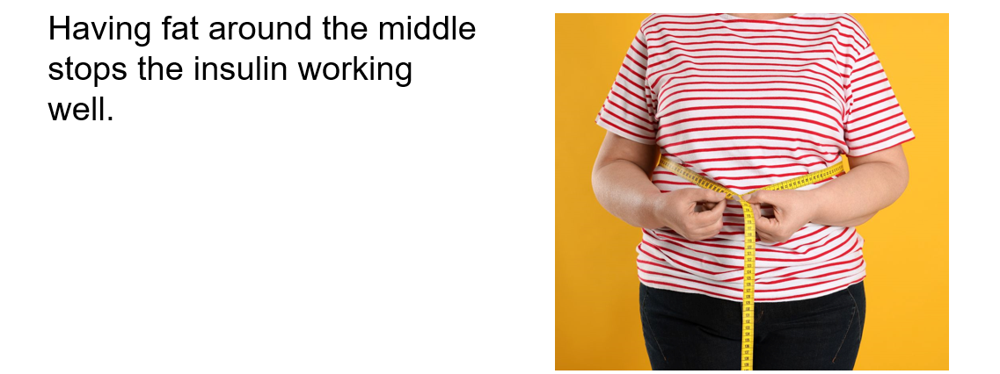 Having fat around the middle
stops the insulin working
well.